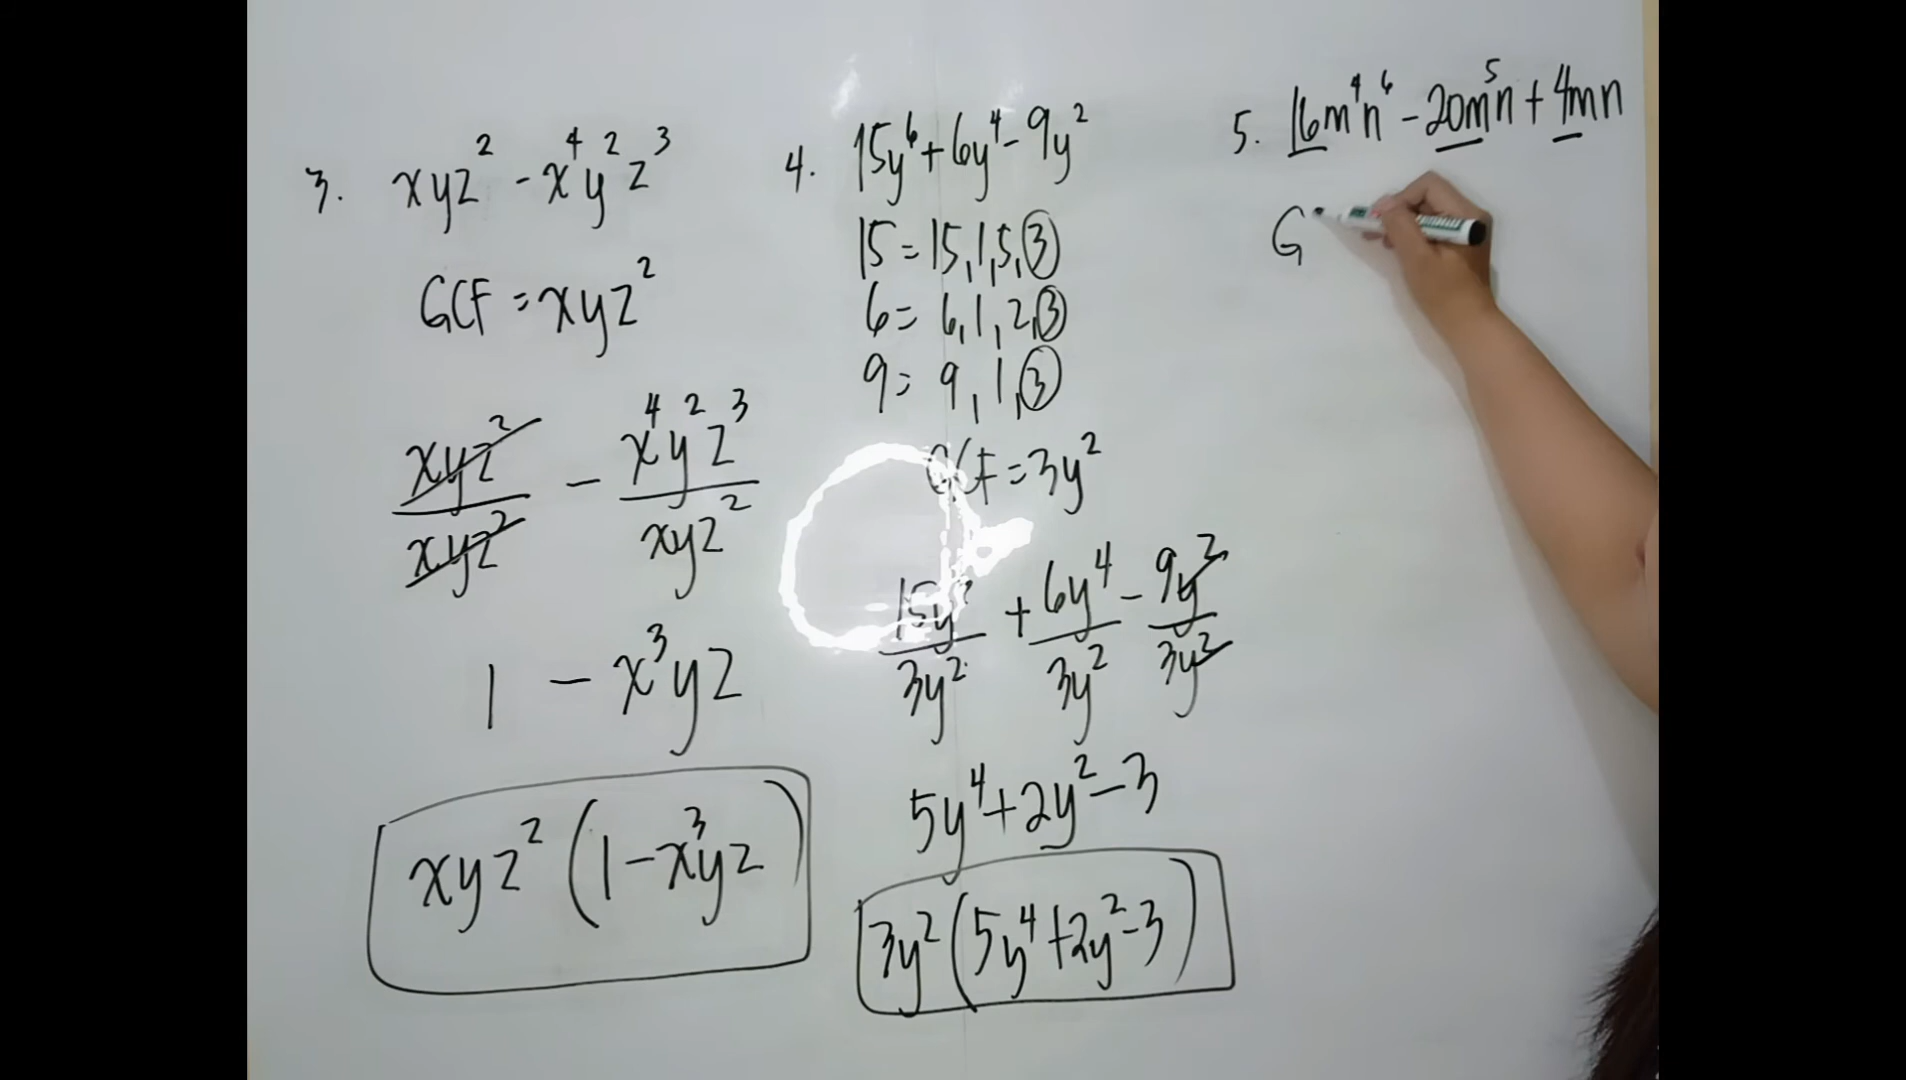 3. xyz² - x⁴y²z³
GCF = xyz²
xyz²/xyz² - x⁴y²z³/xyz²
1 - x³yz
xyz² (1 - x³yz)
4. 15y⁶ + 6y⁴ - 9y²
15 = 15, 1, 5, 3
6 = 6, 1, 2, 3
9 = 9, 1, 3
GCF = 3y²
15y/3y² + 6y⁴/3y² - 9y²/3y²
5y⁴ + 2y² - 3
3y² (5y⁴ + 2y² - 3)
5. 16m⁴n⁶ - 20m⁵n + 4mn
G